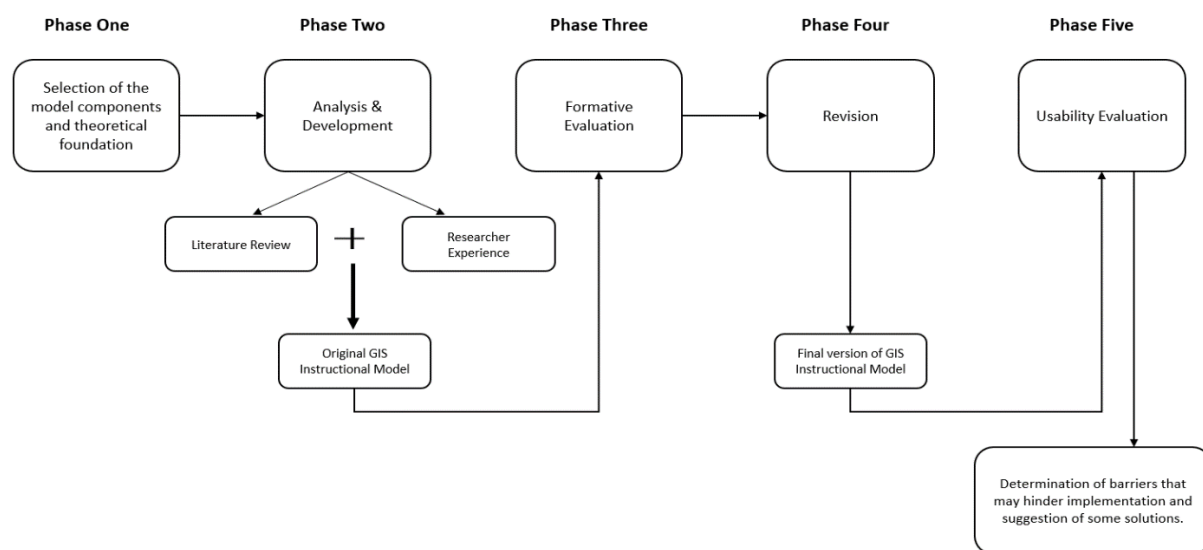 Phase One
Phase Two
Phase Three
Phase Four
Phase Five
Selection of the
model components
and theoretical
foundation
Analysis &
Development
Formative
Evaluation
Revision
Usability Evaluation
Literature Review
+
Researcher
Experience
Original GIS
Instructional Model
Final version of GIS
Instructional Model
Determination of barriers that
may hinder implementation and
suggestion of some solutions.